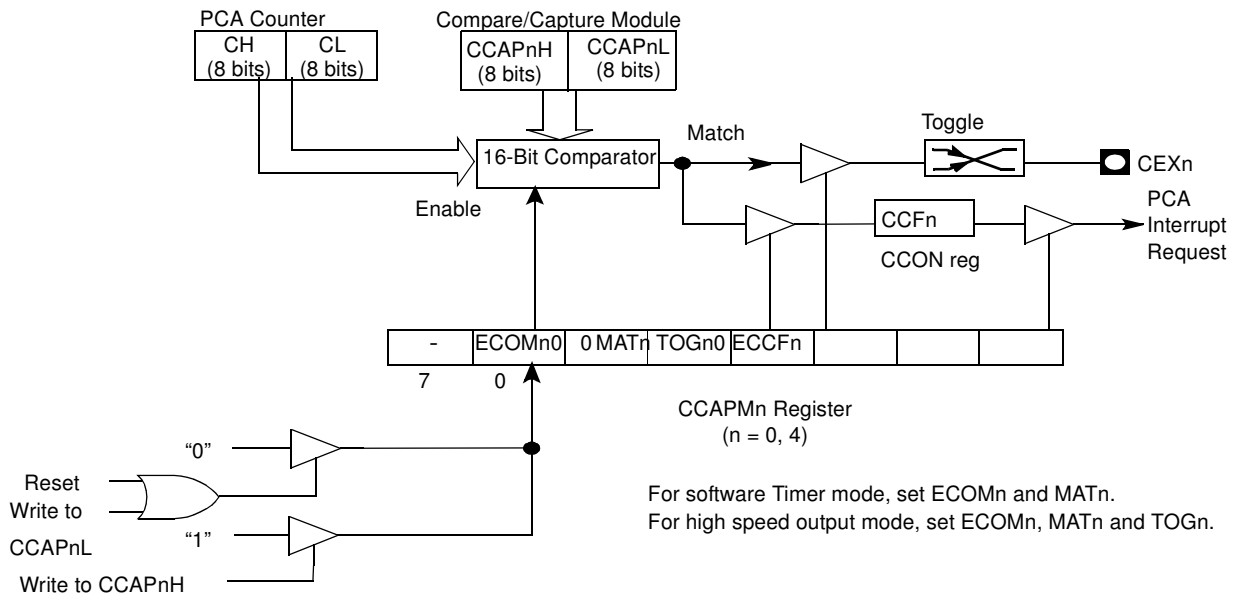 PCA Counter
CH
(8 bits)
CL
(8 bits)
Compare/Capture Module
CCAPnH
(8 bits)
CCAPnL
(8 bits)
16-Bit Comparator
Match
Toggle
CEXn
Enable
CCFn
CCON reg
PCA
Interrupt
Request
- ECOMn0 0 MATn TOGn0 ECCFn
7 0
CCAPMn Register
(n = 0, 4)
“0”
Reset
Write to
CCAPnL
“1”
Write to CCAPnH
For software Timer mode, set ECOMn and MATn.
For high speed output mode, set ECOMn, MATn and TOGn.